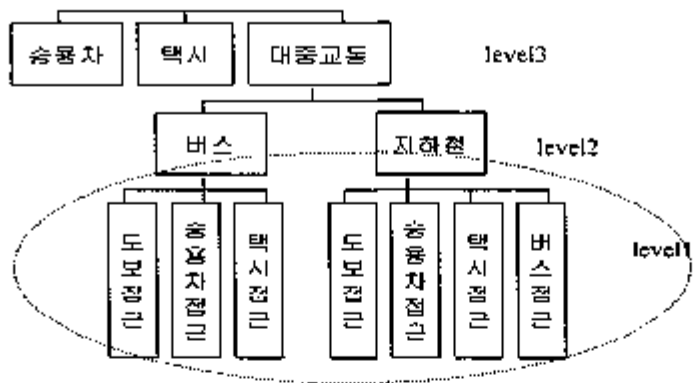 승용차 택시 대중교통 level3
버스 지하철 level2
도보접근 승용차접근 택시접근 도보접근 승용차접근 택시접근 버스접근 level1